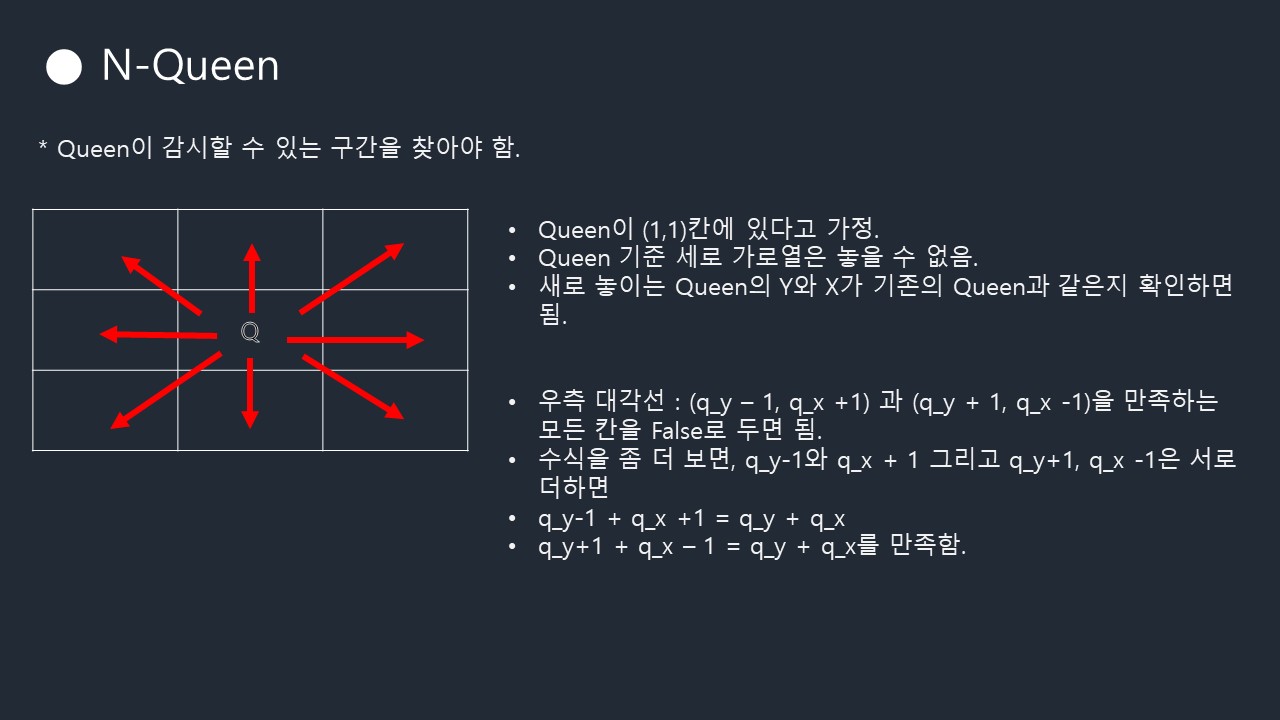 ● N-Queen
* Queen이 감시할 수 있는 구간을 찾아야 함.
Q
• Queen이 (1,1)칸에 있다고 가정.
• Queen 기준 세로 가로열은 놓을 수 없음.
• 새로 놓이는 Queen의 Y와 X가 기존의 Queen과 같은지 확인하면
됨.
• 우측 대각선 : (q_y – 1, q_x +1) 과 (q_y + 1, q_x -1)을 만족하는
모든 칸을 False로 두면 됨.
• 수식을 좀 더 보면, q_y-1와 q_x + 1 그리고 q_y+1, q_x -1은 서로
더하면
• q_y-1 + q_x +1 = q_y + q_x
• q_y+1 + q_x – 1 = q_y + q_x를 만족함.